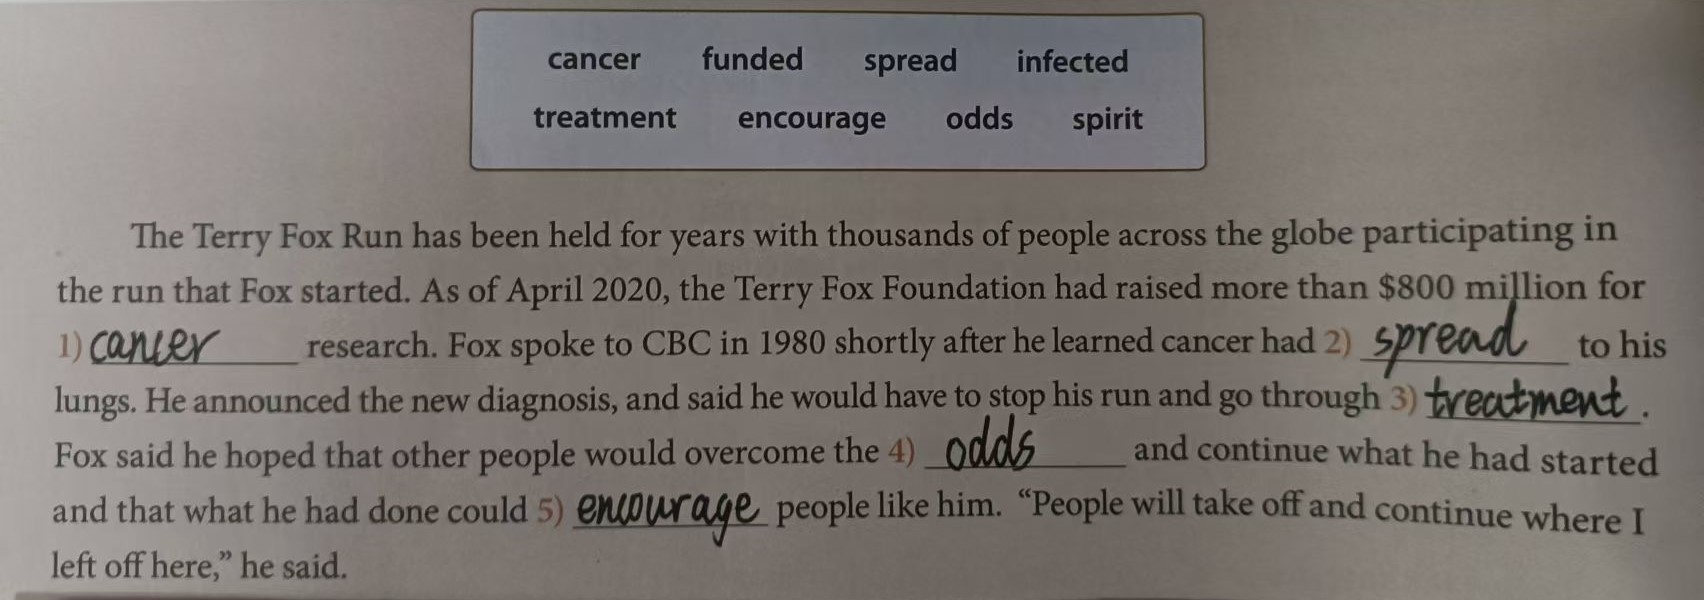 cancer funded spread infected
treatment encourage odds spirit
The Terry Fox Run has been held for years with thousands of people across the globe participating in
the run that Fox started. As of April 2020, the Terry Fox Foundation had raised more than $800 million for
1) cancer research. Fox spoke to CBC in 1980 shortly after he learned cancer had 2) spread to his
lungs. He announced the new diagnosis, and said he would have to stop his run and go through 3) treatment.
Fox said he hoped that other people would overcome the 4) odds and continue what he had started
and that what he had done could 5) encourage people like him. “People will take off and continue where I
left off here,” he said.